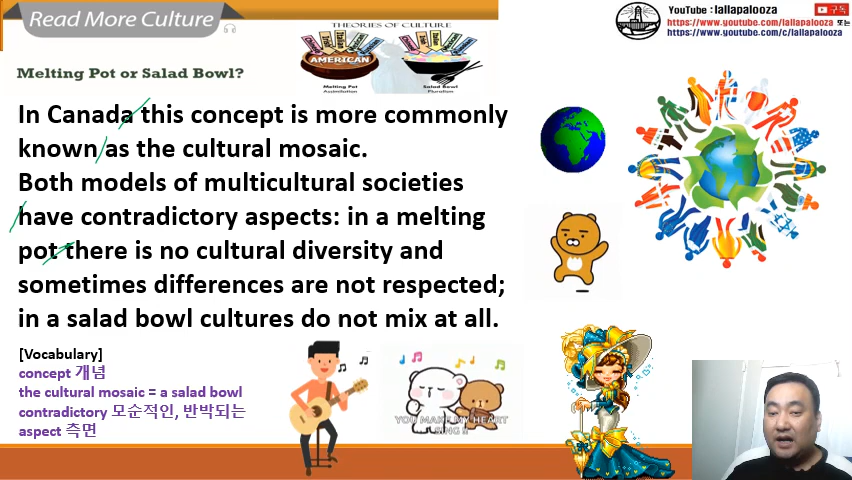 Read More Culture
THEORIES OF CULTURE
AMERICAN
Melting Pot
Assimilation
Salad Bowl
Pluralism
YouTube : lallapalooza
구독
https://www.youtube.com/lallapalooza 또는
https://www.youtube.com/c/lallapalooza
Melting Pot or Salad Bowl?
In Canada this concept is more commonly
known as the cultural mosaic.
Both models of multicultural societies
have contradictory aspects: in a melting
pot there is no cultural diversity and
sometimes differences are not respected;
in a salad bowl cultures do not mix at all.
[Vocabulary]
concept 개념
the cultural mosaic = a salad bowl
contradictory 모순적인, 반박되는
aspect 측면
YOU MAKE MY HEART
SING !!